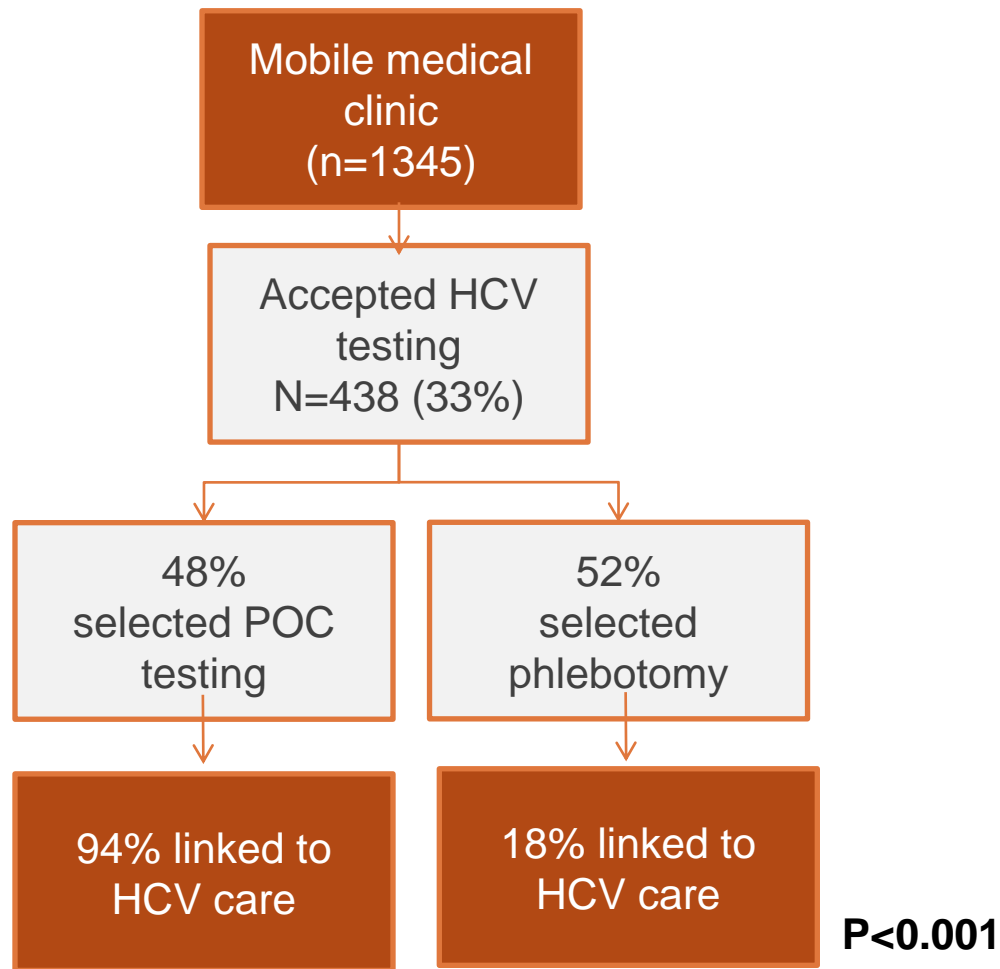 Mobile medical
clinic
(n=1345)
Accepted HCV
testing
N=438 (33%)
48%
selected POC
testing
52%
selected
phlebotomy
94% linked to
HCV care
18% linked to
HCV care
P<0.001